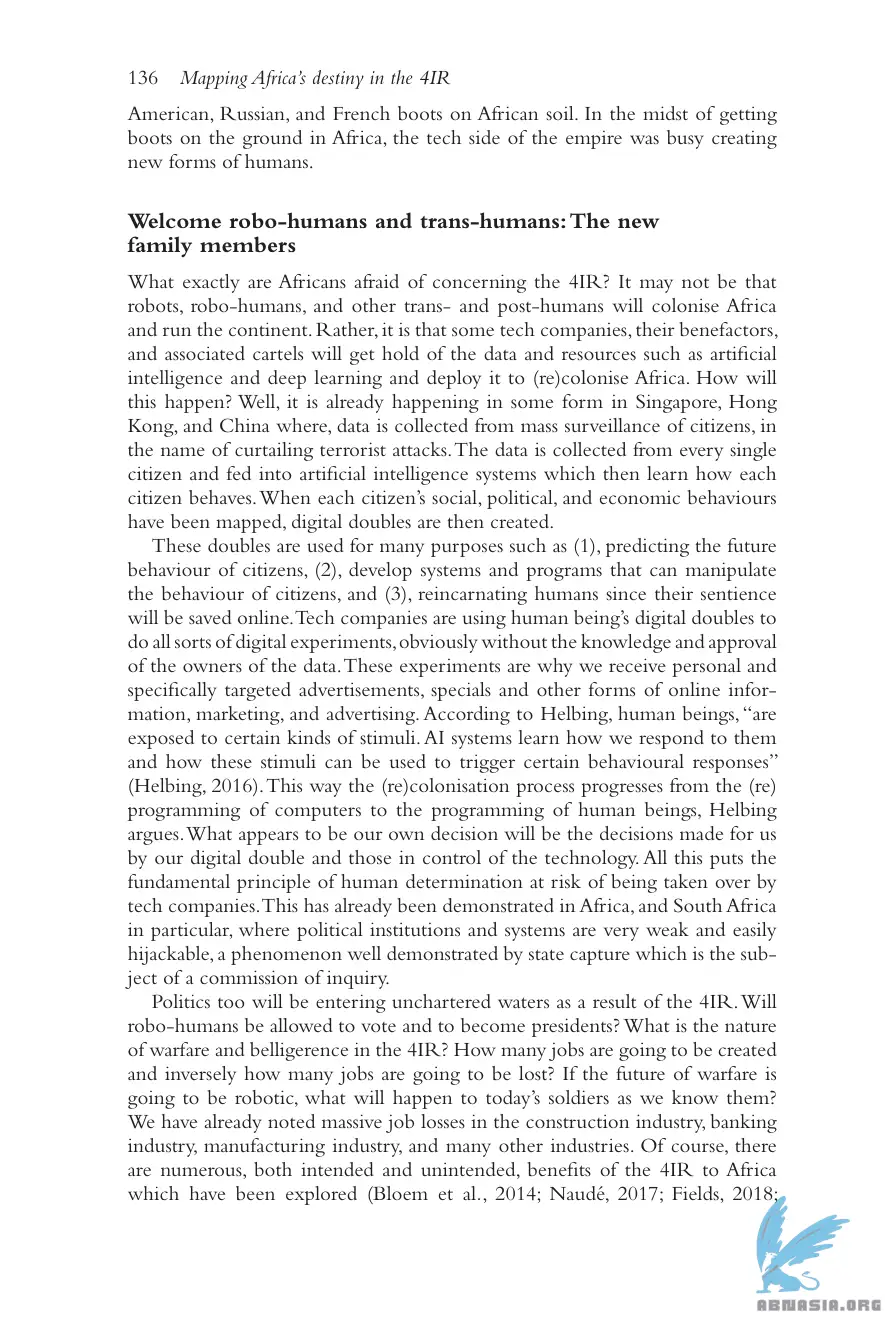 136 Mapping Africa's destiny in the 4IR
American, Russian, and French boots on African soil. In the midst of getting
boots on the ground in Africa, the tech side of the empire was busy creating
new forms of humans.
Welcome robo-humans and trans-humans: The new
family members
What exactly are Africans afraid of concerning the 4IR? It may not be that
robots, robo-humans, and other trans- and post-humans will colonise Africa
and run the continent. Rather, it is that some tech companies, their benefactors,
and associated cartels will get hold of the data and resources such as artificial
intelligence and deep learning and deploy it to (re)colonise Africa. How will
this happen? Well, it is already happening in some form in Singapore, Hong
Kong, and China where, data is collected from mass surveillance of citizens, in
the name of curtailing terrorist attacks. The data is collected from every single
citizen and fed into artificial intelligence systems which then learn how each
citizen behaves. When each citizen's social, political, and economic behaviours
have been mapped, digital doubles are then created.
These doubles are used for many purposes such as (1), predicting the future
behaviour of citizens, (2), develop systems and programs that can manipulate
the behaviour of citizens, and (3), reincarnating humans since their sentience
will be saved online. Tech companies are using human being's digital doubles to
do all sorts of digital experiments, obviously without the knowledge and approval
of the owners of the data. These experiments are why we receive personal and
specifically targeted advertisements, specials and other forms of online infor-
mation, marketing, and advertising. According to Helbing, human beings, "are
exposed to certain kinds of stimuli. AI systems learn how we respond to them
and how these stimuli can be used to trigger certain behavioural responses"
(Helbing, 2016). This way the (re)colonisation process progresses from the (re)
programming of computers to the programming of human beings, Helbing
argues. What appears to be our own decision will be the decisions made for us
by our digital double and those in control of the technology. All this puts the
fundamental principle of human determination at risk of being taken over by
tech companies. This has already been demonstrated in Africa, and South Africa
in particular, where political institutions and systems are very weak and easily
hijackable, a phenomenon well demonstrated by state capture which is the sub-
ject of a commission of inquiry.
Politics too will be entering unchartered waters as a result of the 4IR. Will
robo-humans be allowed to vote and to become presidents? What is the nature
of warfare and belligerence in the 4IR? How many jobs are going to be created
and inversely how many jobs are going to be lost? If the future of warfare is
going to be robotic, what will happen to today's soldiers as we know them?
We have already noted massive job losses in the construction industry, banking
industry, manufacturing industry, and many other industries. Of course, there
are numerous, both intended and unintended, benefits of the 4IR to Africa
which have been explored (Bloem et al., 2014; Naudé, 2017; Fields, 2018;
ABNASIA.ORG